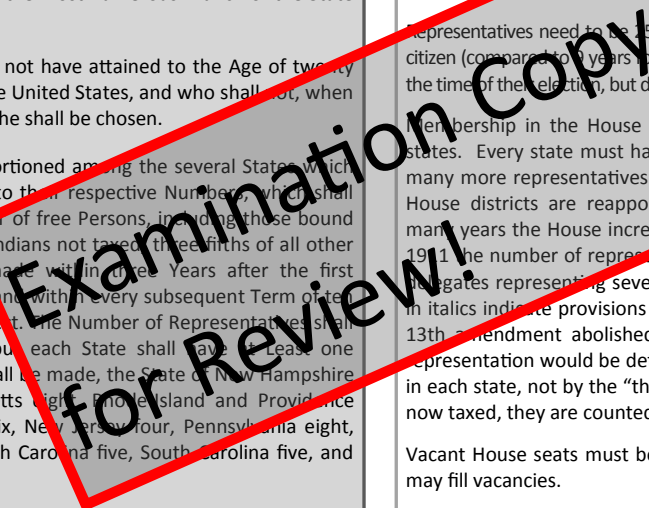 not have attained to the Age of twenty
e United States, and who shall not, when
he shall be chosen.
ortioned among the several States which
to their respective Numbers, which shall
of free Persons, including those bound
ndians not taxed, three fifths of all other
ade within three Years after the first
and within every subsequent Term of ten
t. The Number of Representatives shall
but each State shall have at Least one
all be made, the State of New Hampshire
tts eight, Rhode Island and Providence
ix, New Jersey four, Pennsylvania eight,
h Carolina five, South Carolina five, and
Representatives need to be 25
citizen (compared to 9 years fo
the time of their election, but d
Membership in the House
states. Every state must ha
many more representatives
House districts are reappo
many years the House incre
1911 the number of repres
delegates representing seve
in italics indicate provisions
13th amendment abolished
representation would be det
in each state, not by the “th
now taxed, they are counted
Vacant House seats must be
may fill vacancies.
Examination Copy
for Review!